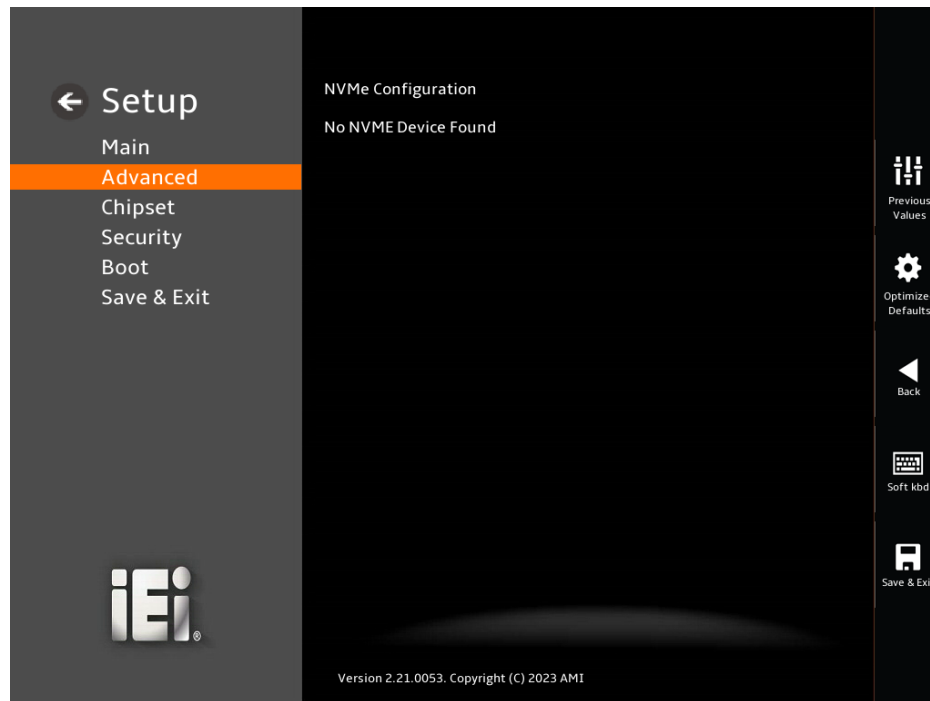 Setup
Main
Advanced
Chipset
Security
Boot
Save & Exit
NVMe Configuration
No NVME Device Found
Previous
Values
Optimize
Defaults
Back
Soft kbd
Save & Exi
iEi®
Version 2.21.0053. Copyright (C) 2023 AMI